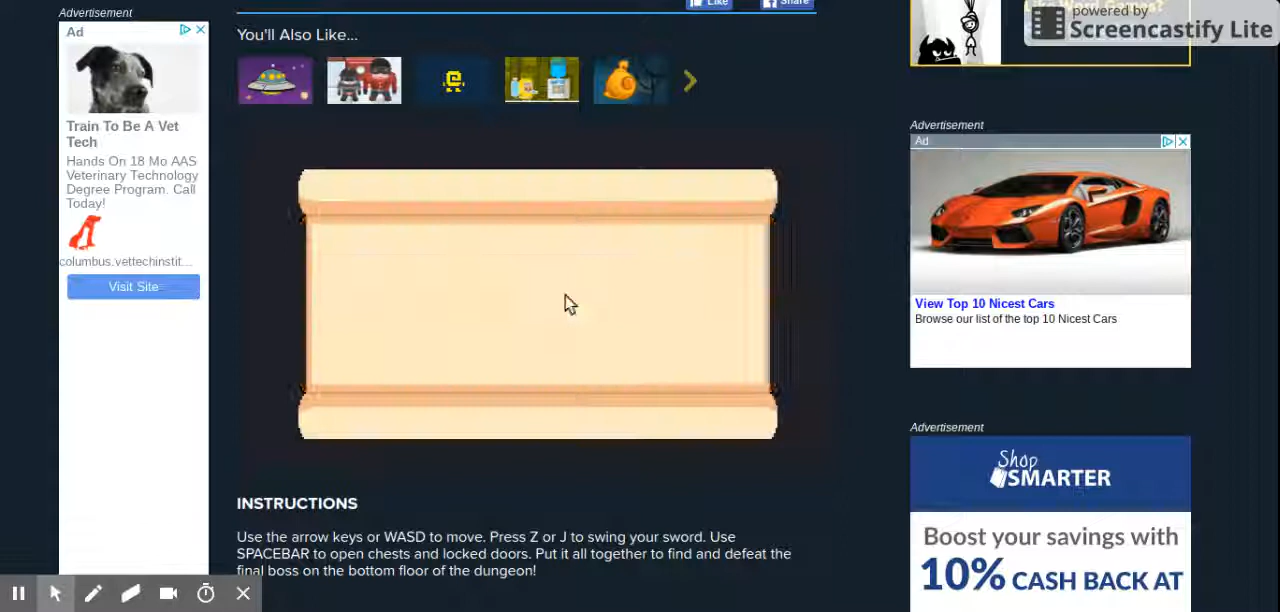 Like
Share
powered by
Screencastify Lite
Advertisement
Ad
You'll Also Like...
Train To Be A Vet
Tech
Hands On 18 Mo AAS
Veterinary Technology
Degree Program. Call
Today!
columbus.vettechinstit...
Visit Site
Advertisement
Ad
View Top 10 Nicest Cars
Browse our list of the top 10 Nicest Cars
INSTRUCTIONS
Use the arrow keys or WASD to move. Press Z or J to swing your sword. Use
SPACEBAR to open chests and locked doors. Put it all together to find and defeat the
final boss on the bottom floor of the dungeon!
Advertisement
Shop
SMARTER
Boost your savings with
10% CASH BACK AT